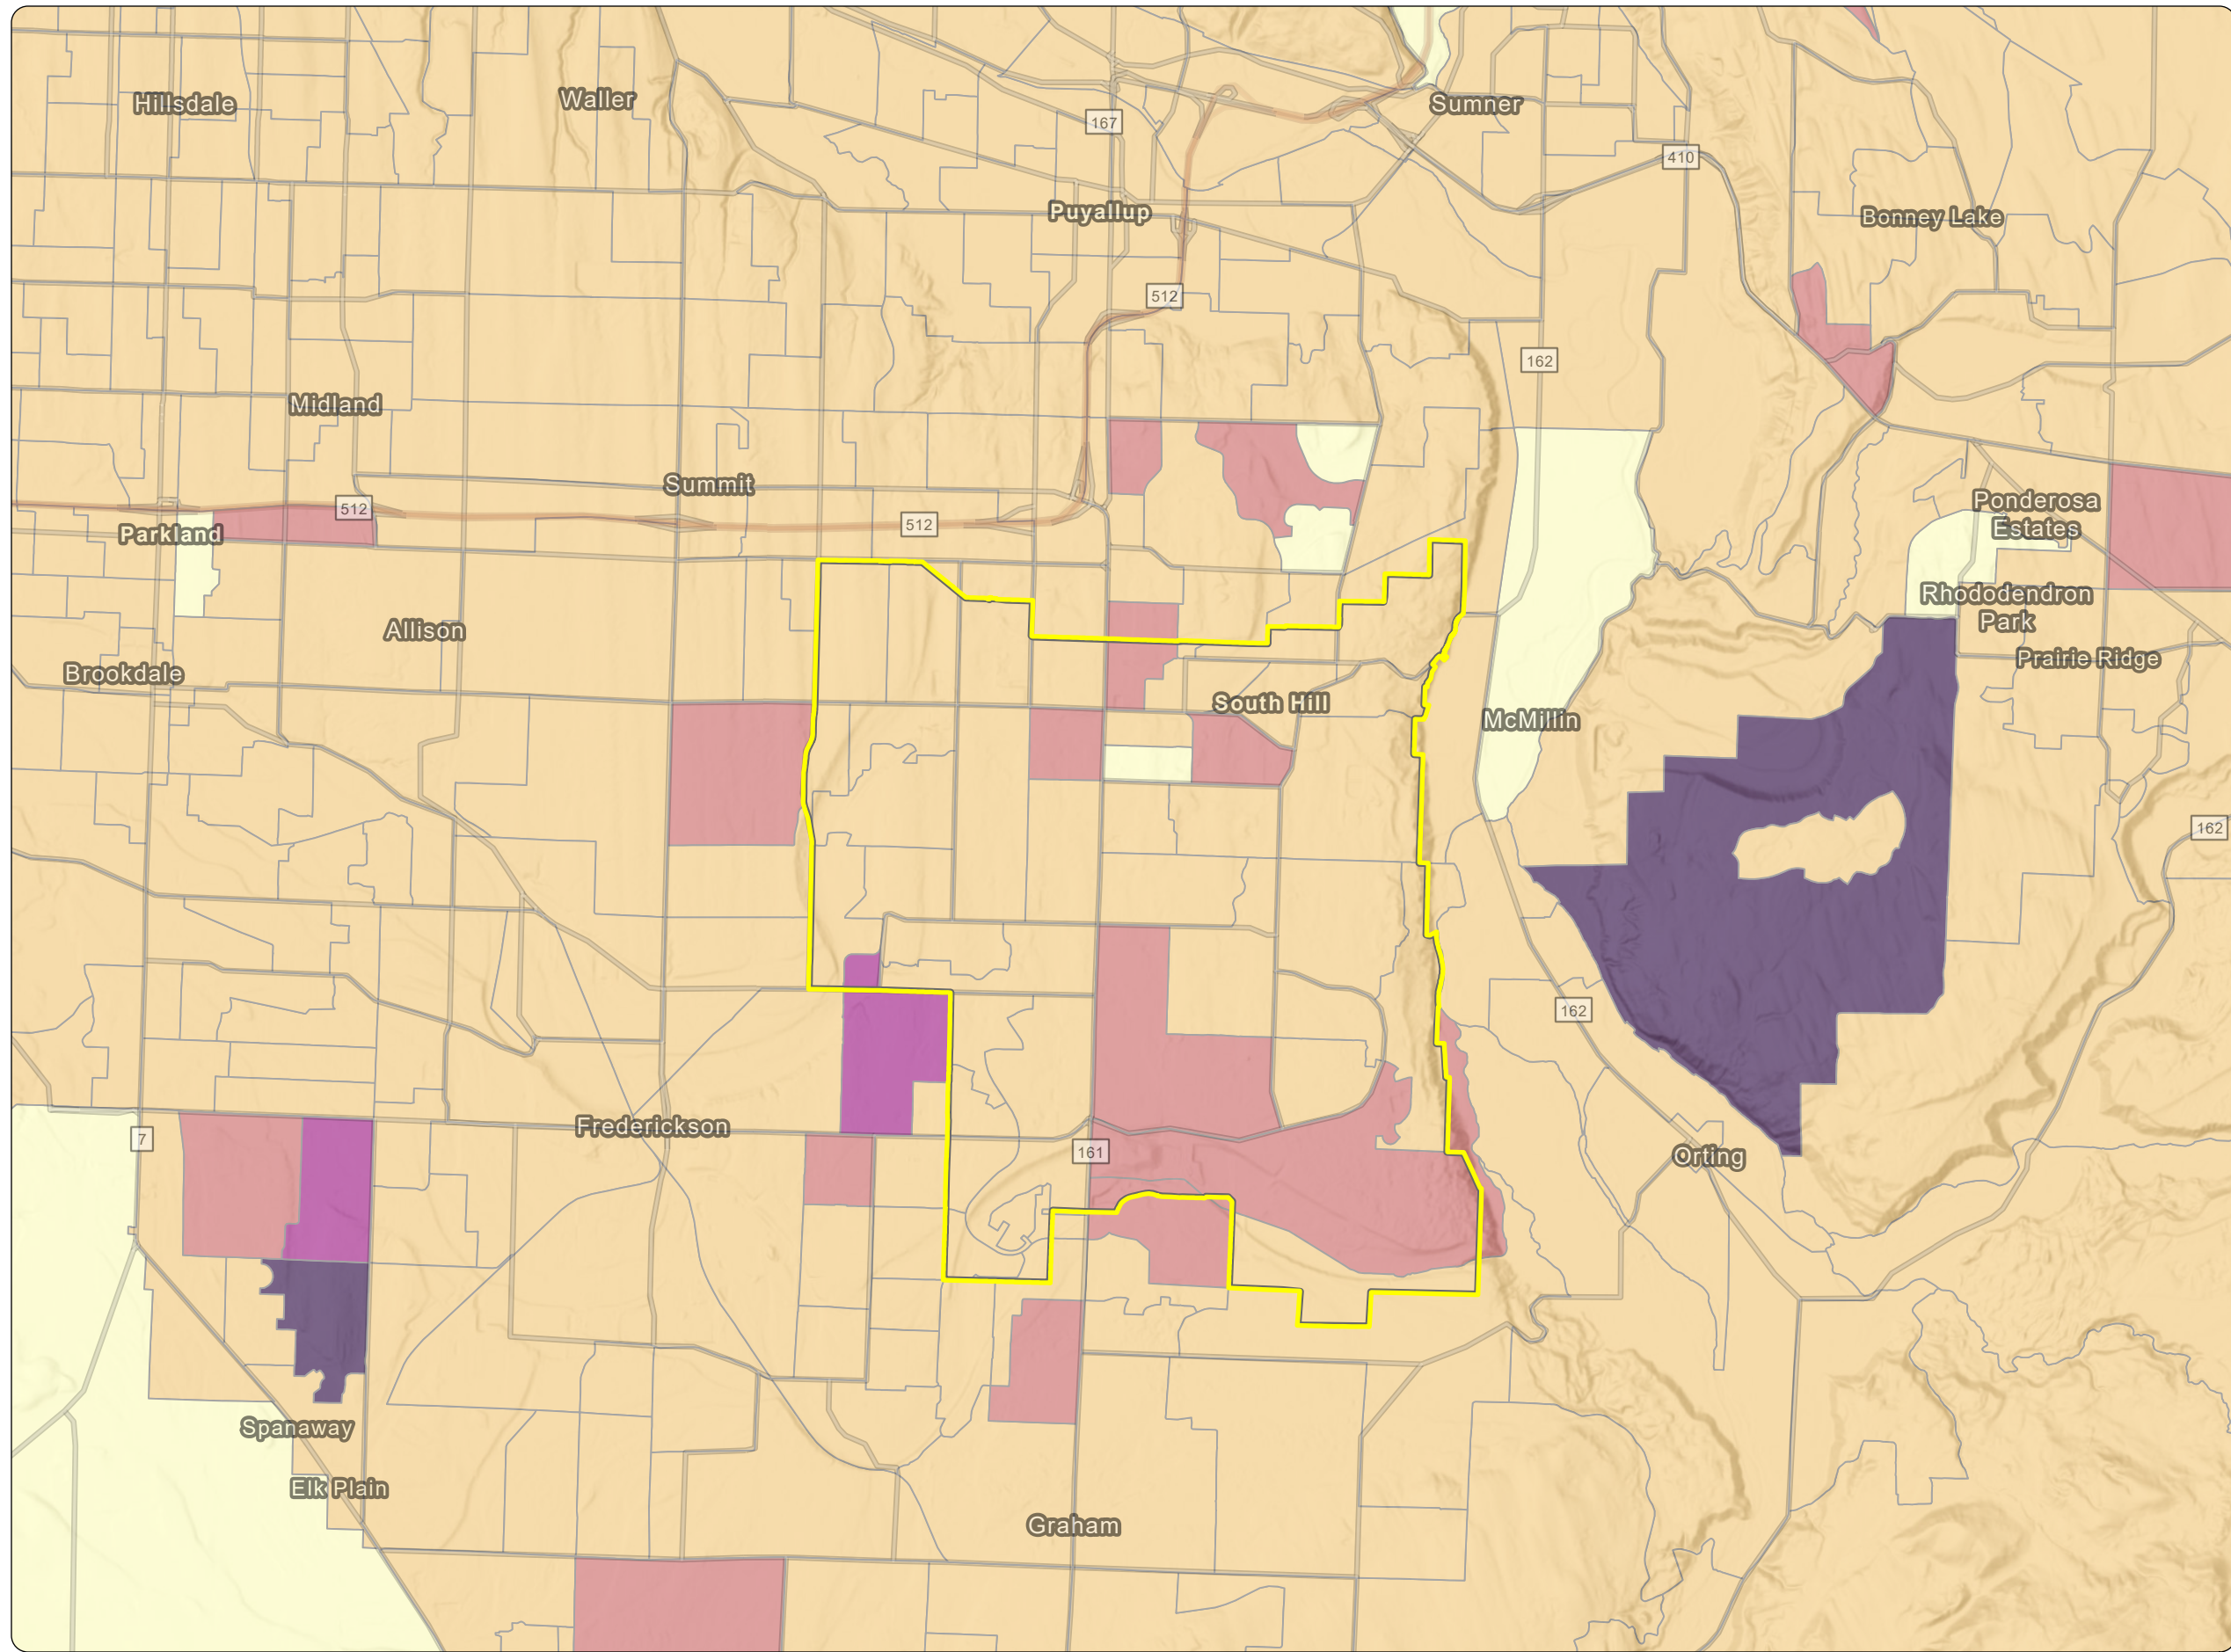 Hillsdale
Waller
167
Sumner
410
Puyallup
Bonney Lake
512
162
Midland
Summit
512
512
Parkland
Ponderosa
Estates
Rhododendron
Park
Allison
Prairie Ridge
Brookdale
South Hill
McMillin
162
162
Frederickson
7
161
Orting
Spanaway
Elk Plain
Graham